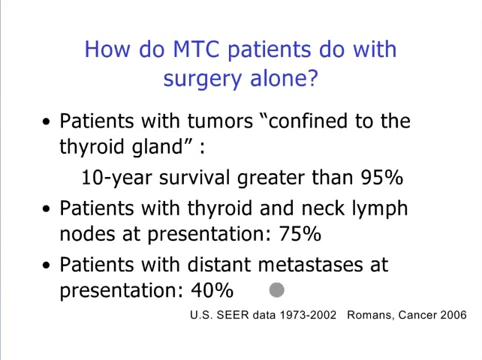 How do MTC patients do with
surgery alone?
• Patients with tumors “confined to the
thyroid gland” :
10-year survival greater than 95%
• Patients with thyroid and neck lymph
nodes at presentation: 75%
• Patients with distant metastases at
presentation: 40%
U.S. SEER data 1973-2002 Romans, Cancer 2006